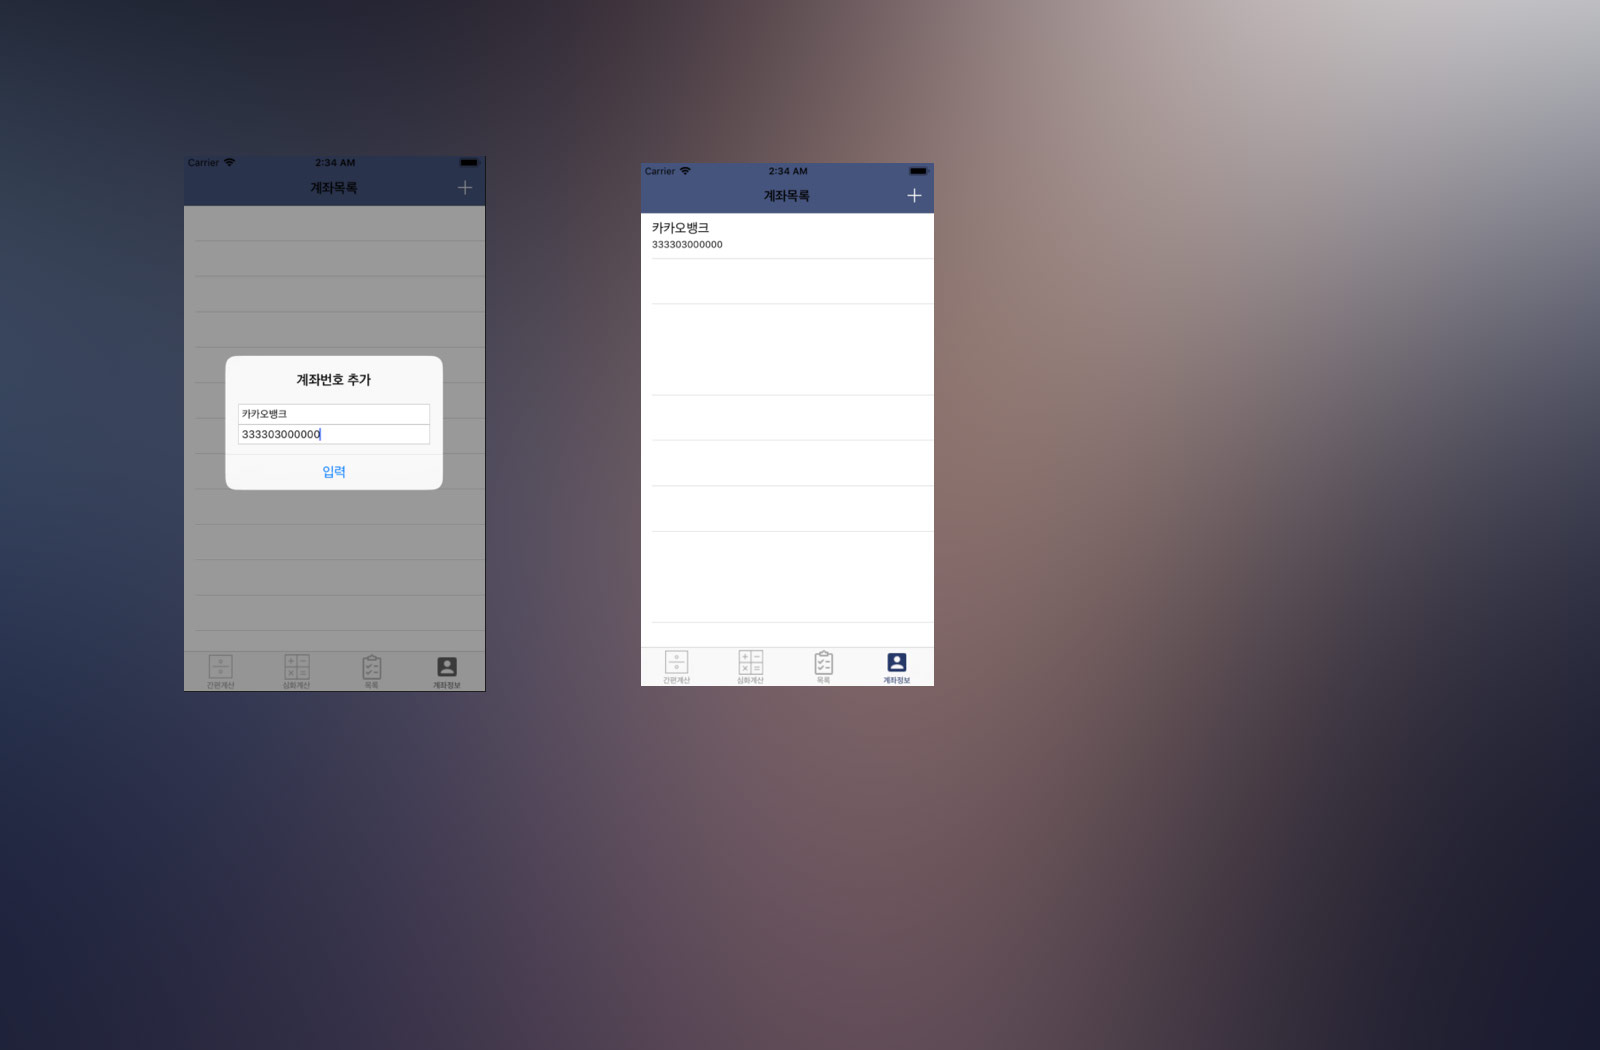 Carrier 2:34 AM
계좌목록
계좌번호 추가
카카오뱅크
333303000000
입력
간편계산 심화계산 목록 계좌정보
Carrier 2:34 AM
계좌목록
카카오뱅크
333303000000
간편계산 심화계산 목록 계좌정보